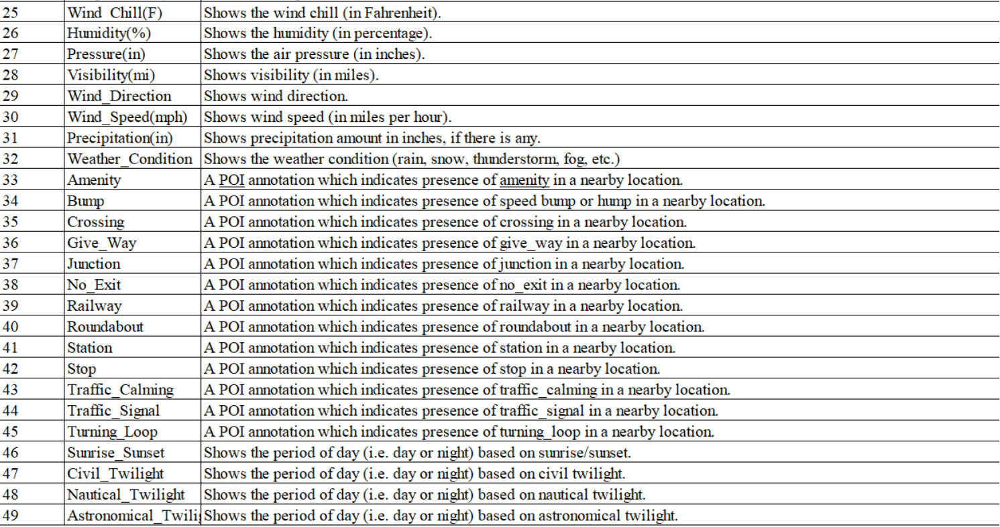 25 Wind_Chill(F) Shows the wind chill (in Fahrenheit).
26 Humidity(%) Shows the humidity (in percentage).
27 Pressure(in) Shows the air pressure (in inches).
28 Visibility(mi) Shows visibility (in miles).
29 Wind_Direction Shows wind direction.
30 Wind_Speed(mph) Shows wind speed (in miles per hour).
31 Precipitation(in) Shows precipitation amount in inches, if there is any.
32 Weather_Condition Shows the weather condition (rain, snow, thunderstorm, fog, etc.)
33 Amenity A POI annotation which indicates presence of amenity in a nearby location.
34 Bump A POI annotation which indicates presence of speed bump or hump in a nearby location.
35 Crossing A POI annotation which indicates presence of crossing in a nearby location.
36 Give_Way A POI annotation which indicates presence of give_way in a nearby location.
37 Junction A POI annotation which indicates presence of junction in a nearby location.
38 No_Exit A POI annotation which indicates presence of no_exit in a nearby location.
39 Railway A POI annotation which indicates presence of railway in a nearby location.
40 Roundabout A POI annotation which indicates presence of roundabout in a nearby location.
41 Station A POI annotation which indicates presence of station in a nearby location.
42 Stop A POI annotation which indicates presence of stop in a nearby location.
43 Traffic_Calming A POI annotation which indicates presence of traffic_calming in a nearby location.
44 Traffic_Signal A POI annotation which indicates presence of traffic_signal in a nearby location.
45 Turning_Loop A POI annotation which indicates presence of turning_loop in a nearby location.
46 Sunrise_Sunset Shows the period of day (i.e. day or night) based on sunrise/sunset.
47 Civil_Twilight Shows the period of day (i.e. day or night) based on civil twilight.
48 Nautical_Twilight Shows the period of day (i.e. day or night) based on nautical twilight.
49 Astronomical_Twilig Shows the period of day (i.e. day or night) based on astronomical twilight.